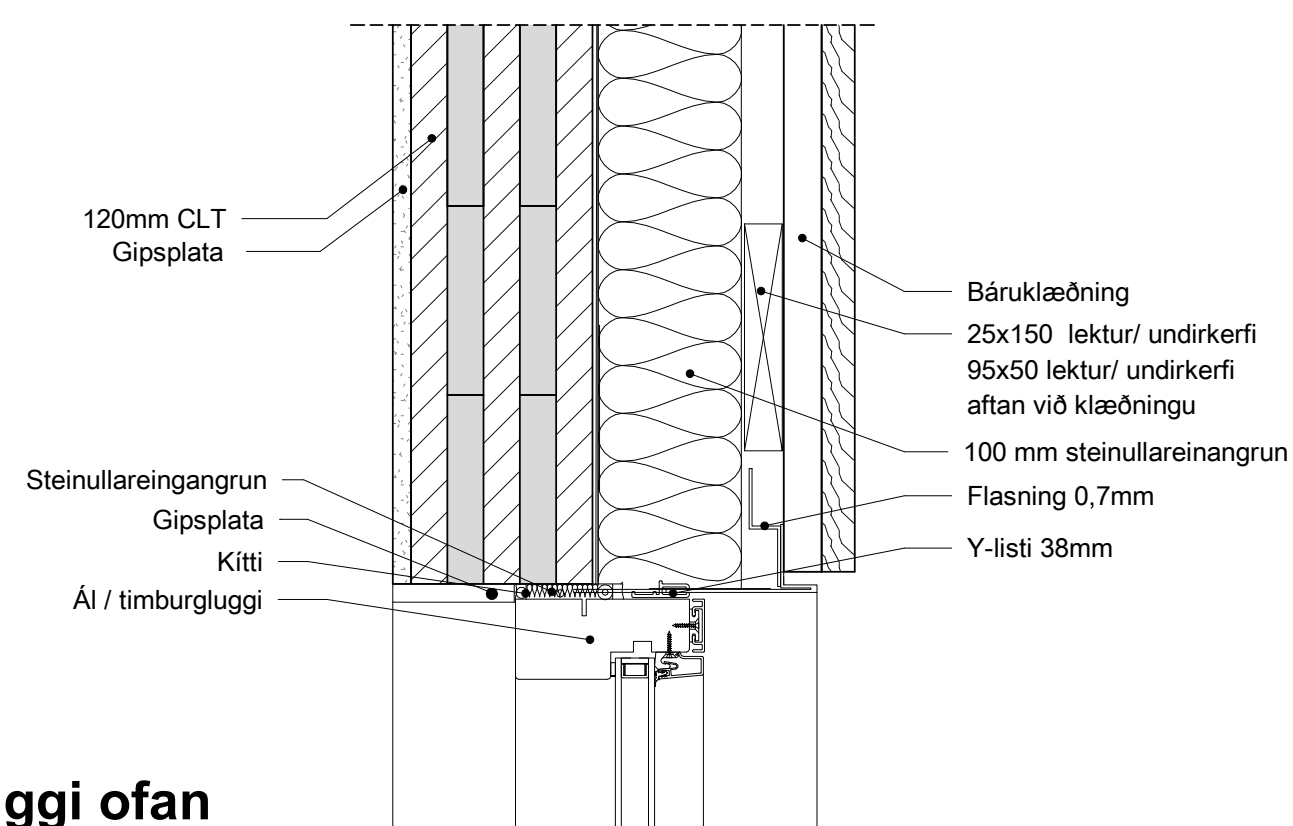 120mm CLT
Gipsplata
Steinullareingangrun
Gipsplata
Kítti
Ál / timburgluggi
Báruklæðning
25x150 lektur/ undirkerfi
95x50 lektur/ undirkerfi
aftan við klæðningu
100 mm steinullareinangrun
Flasning 0,7mm
Y-listi 38mm
ggi ofan